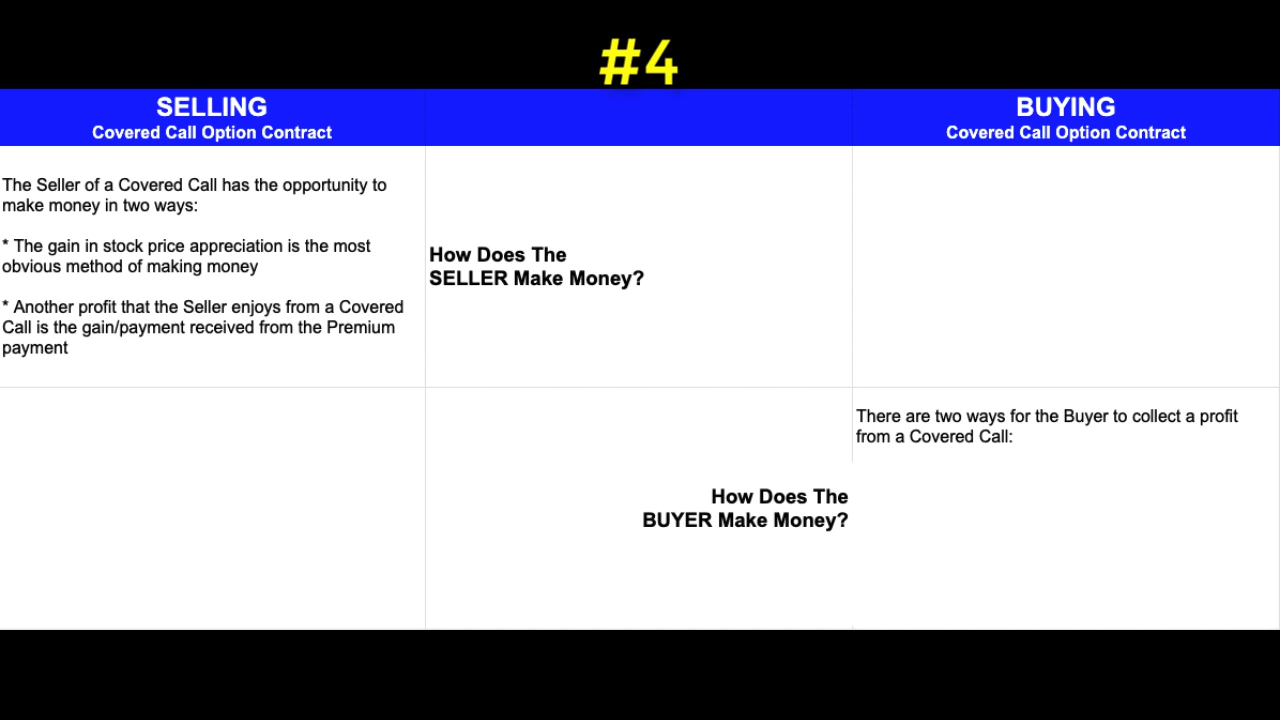 #4
SELLING
Covered Call Option Contract
BUYING
Covered Call Option Contract
The Seller of a Covered Call has the opportunity to
make money in two ways:
* The gain in stock price appreciation is the most
obvious method of making money
* Another profit that the Seller enjoys from a Covered
Call is the gain/payment received from the Premium
payment
How Does The
SELLER Make Money?
How Does The
BUYER Make Money?
There are two ways for the Buyer to collect a profit
from a Covered Call: